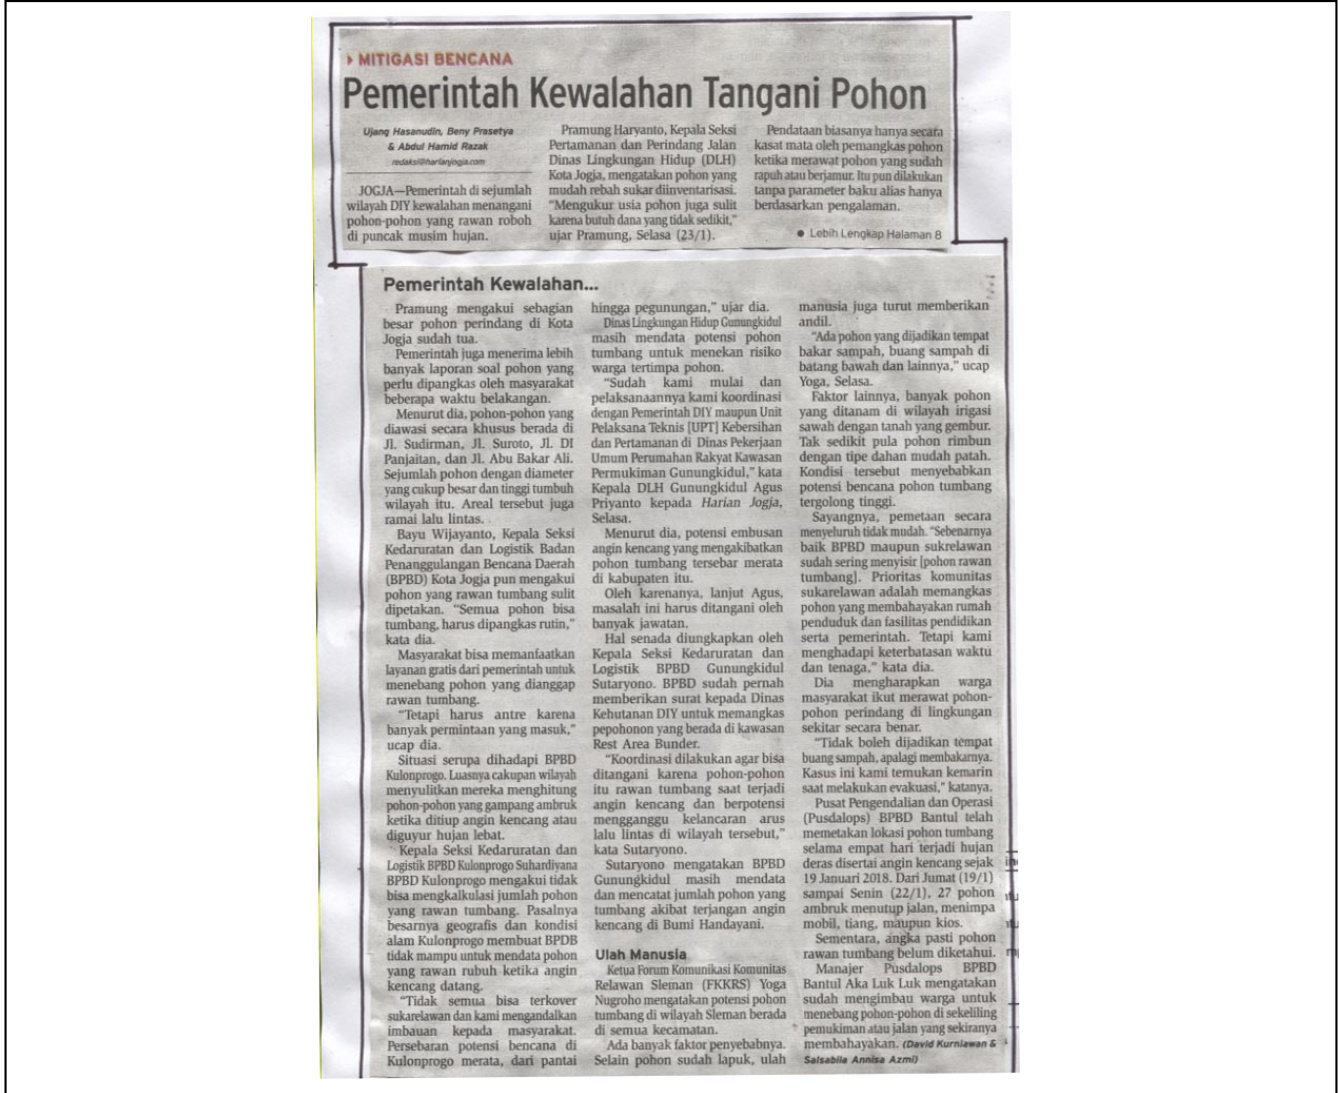 MITIGASI BENCANA
Pemerintah Kewalahan Tangani Pohon
Ujang Hasanudin, Beny Prasetya
& Abdul Hamid Razak
redaksi@harianjogja.com
JOGJA—Pemerintah di sejumlah
wilayah DIY kewalahan menangani
pohon-pohon yang rawan roboh
di puncak musim hujan.
Pramung Haryanto, Kepala Seksi
Pertamanan dan Perindang Jalan
Dinas Lingkungan Hidup (DLH)
Kota Jogja, mengatakan pohon yang
mudah rebah sukar diinventarisasi.
“Mengukur usia pohon juga sulit
karena butuh dana yang tidak sedikit,”
ujar Pramung, Selasa (23/1).
Pendataan biasanya hanya secara
kasat mata oleh pemangkas pohon
ketika merawat pohon yang sudah
rapuh atau berjamur. Itu pun dilakukan
tanpa parameter baku alias hanya
berdasarkan pengalaman.
● Lebih Lengkap Halaman 8
Pemerintah Kewalahan...
Pramung mengakui sebagian
besar pohon perindang di Kota
Jogja sudah tua.
Pemerintah juga menerima lebih
banyak laporan soal pohon yang
perlu dipangkas oleh masyarakat
beberapa waktu belakangan.
Menurut dia, pohon-pohon yang
diawasi secara khusus berada di
Jl. Sudirman, Jl. Suroto, Jl. DI
Panjaitan, dan Jl. Abu Bakar Ali.
Sejumlah pohon dengan diameter
yang cukup besar dan tinggi tumbuh
wilayah itu. Areal tersebut juga
ramai lalu lintas.
Bayu Wijayanto, Kepala Seksi
Kedaruratan dan Logistik Badan
Penanggulangan Bencana Daerah
(BPBD) Kota Jogja pun mengakui
pohon yang rawan tumbang sulit
dipetakan. “Semua pohon bisa
tumbang, harus dipangkas rutin,”
kata dia.
Masyarakat bisa memanfaatkan
layanan gratis dari pemerintah untuk
menebang pohon yang dianggap
rawan tumbang.
“Tetapi harus antre karena
banyak permintaan yang masuk,”
ucap dia.
Situasi serupa dihadapi BPBD
Kulonprogo. Luasnya cakupan wilayah
menyulitkan mereka menghitung
pohon-pohon yang gampang ambruk
ketika ditiup angin kencang atau
diguyur hujan lebat.
Kepala Seksi Kedaruratan dan
Logistik BPBD Kulonprogo Suhardiyana
BPBD Kulonprogo mengakui tidak
bisa mengkalkulasi jumlah pohon
yang rawan tumbang. Pasalnya
besarnya geografis dan kondisi
alam Kulonprogo membuat BPDB
tidak mampu untuk mendata pohon
yang rawan rubuh ketika angin
kencang datang.
“Tidak semua bisa terkover
sukarelawan dan kami mengandalkan
imbauan kepada masyarakat.
Persebaran potensi bencana di
Kulonprogo merata, dari pantai
hingga pegunungan,” ujar dia.
Dinas Lingkungan Hidup Gunungkidul
masih mendata potensi pohon
tumbang untuk menekan risiko
warga tertimpa pohon.
“Sudah kami mulai dan
pelaksanaannya kami koordinasi
dengan Pemerintah DIY maupun Unit
Pelaksana Teknis [UPT] Kebersihan
dan Pertamanan di Dinas Pekerjaan
Umum Perumahan Rakyat Kawasan
Permukiman Gunungkidul,” kata
Kepala DLH Gunungkidul Agus
Priyanto kepada Harian Jogja,
Selasa.
Menurut dia, potensi embusan
angin kencang yang mengakibatkan
pohon tumbang tersebar merata
di kabupaten itu.
Oleh karenanya, lanjut Agus,
masalah ini harus ditangani oleh
banyak jawatan.
Hal senada diungkapkan oleh
Kepala Seksi Kedaruratan dan
Logistik BPBD Gunungkidul
Sutaryono. BPBD sudah pernah
memberikan surat kepada Dinas
Kehutanan DIY untuk memangkas
pepohonon yang berada di kawasan
Rest Area Bunder.
“Koordinasi dilakukan agar bisa
ditangani karena pohon-pohon
itu rawan tumbang saat terjadi
angin kencang dan berpotensi
mengganggu kelancaran arus
lalu lintas di wilayah tersebut,”
kata Sutaryono.
Sutaryono mengatakan BPBD
Gunungkidul masih mendata
dan mencatat jumlah pohon yang
tumbang akibat terjangan angin
kencang di Bumi Handayani.
Ulah Manusia
Ketua Forum Komunikasi Komunitas
Relawan Sleman (FKKRS) Yoga
Nugroho mengatakan potensi pohon
tumbang di wilayah Sleman berada
di semua kecamatan.
Ada banyak faktor penyebabnya.
Selain pohon sudah lapuk, ulah
manusia juga turut memberikan
andil.
“Ada pohon yang dijadikan tempat
bakar sampah, buang sampah di
batang bawah dan lainnya,” ucap
Yoga, Selasa.
Faktor lainnya, banyak pohon
yang ditanam di wilayah irigasi
sawah dengan tanah yang gembur.
Tak sedikit pula pohon rimbun
dengan tipe dahan mudah patah.
Kondisi tersebut menyebabkan
potensi bencana pohon tumbang
tergolong tinggi.
Sayangnya, pemetaan secara
menyeluruh tidak mudah. “Sebenarnya
baik BPBD maupun sukrelawan
sudah sering menyisir [pohon rawan
tumbang]. Prioritas komunitas
sukarelawan adalah memangkas
pohon yang membahayakan rumah
penduduk dan fasilitas pendidikan
serta pemerintah. Tetapi kami
menghadapi keterbatasan waktu
dan tenaga,” kata dia.
Dia mengharapkan warga
masyarakat ikut merawat pohon-
pohon perindang di lingkungan
sekitar secara benar.
“Tidak boleh dijadikan tempat
buang sampah, apalagi membakarnya.
Kasus ini kami temukan kemarin
saat melakukan evakuasi,” katanya.
Pusat Pengendalian dan Operasi
(Pusdalops) BPBD Bantul telah
memetakan lokasi pohon tumbang
selama empat hari terjadi hujan
deras disertai angin kencang sejak
19 Januari 2018. Dari Jumat (19/1)
sampai Senin (22/1), 27 pohon
ambruk menutup jalan, menimpa
mobil, tiang, maupun kios.
Sementara, angka pasti pohon
rawan tumbang belum diketahui.
Manajer Pusdalops BPBD
Bantul Aka Luk Luk mengatakan
sudah mengimbau warga untuk
menebang pohon-pohon di sekeliling
pemukiman atau jalan yang sekiranya
membahayakan. (David Kurniawan &
Salsabila Annisa Azmi)